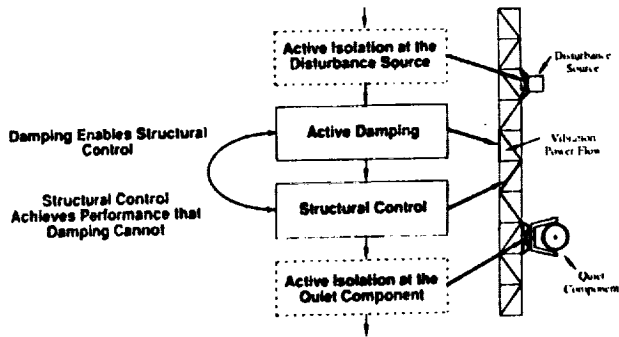 Active Isolation at the
Disturbance Source
Disturbance
Source
Damping Enables Structural
Control
Active Damping
Vibration
Power Flow
Structural Control
Achieves Performance that
Damping Cannot
Structural Control
Active Isolation at the
Quiet Component
Quiet
Component